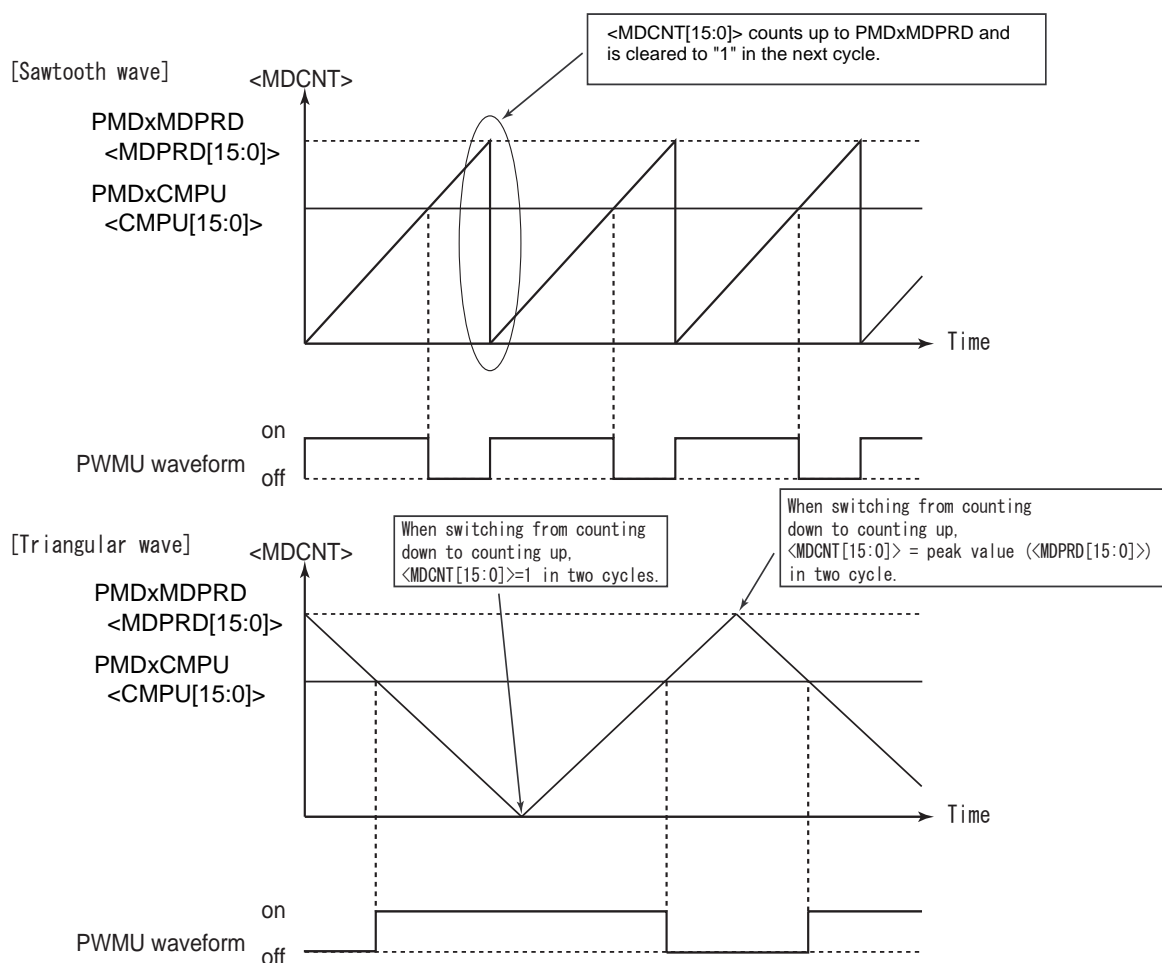 <MDCNT[15:0]> counts up to PMDxMDPRD and
is cleared to "1" in the next cycle.
[Sawtooth wave]
<MDCNT>
PMDxMDPRD
<MDPRD[15:0]>
PMDxCMPU
<CMPU[15:0]>
Time
on
PWMU waveform
off
When switching from counting
down to counting up,
<MDCNT[15:0]> = peak value (<MDPRD[15:0]>)
in two cycle.
When switching from counting
down to counting up,
<MDCNT[15:0]>=1 in two cycles.
[Triangular wave]
<MDCNT>
PMDxMDPRD
<MDPRD[15:0]>
PMDxCMPU
<CMPU[15:0]>
Time
on
PWMU waveform
off